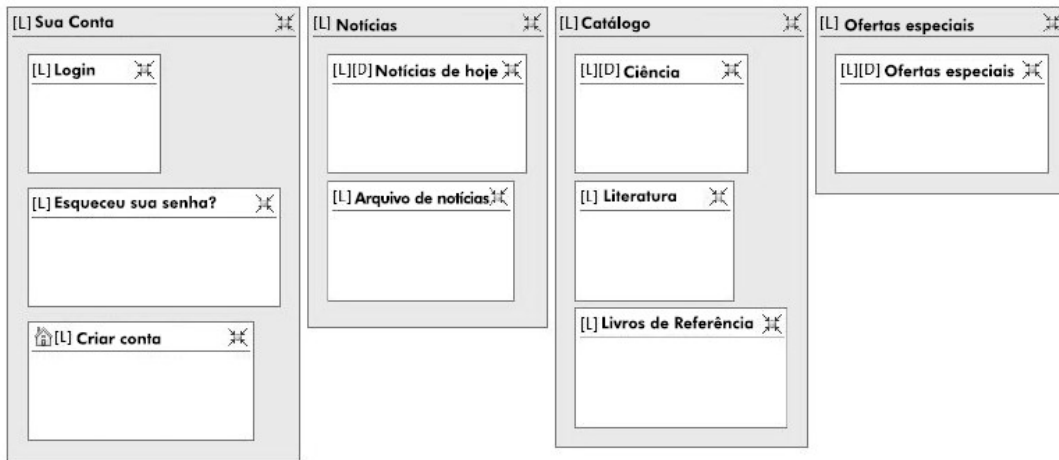 [L] Sua Conta
[L] Login
[L] Esqueceu sua senha?
[L] Criar conta
[L] Notícias
[L][D] Notícias de hoje
[L] Arquivo de notícias
[L] Catálogo
[L][D] Ciência
[L] Literatura
[L] Livros de Referência
[L] Ofertas especiais
[L][D] Ofertas especiais